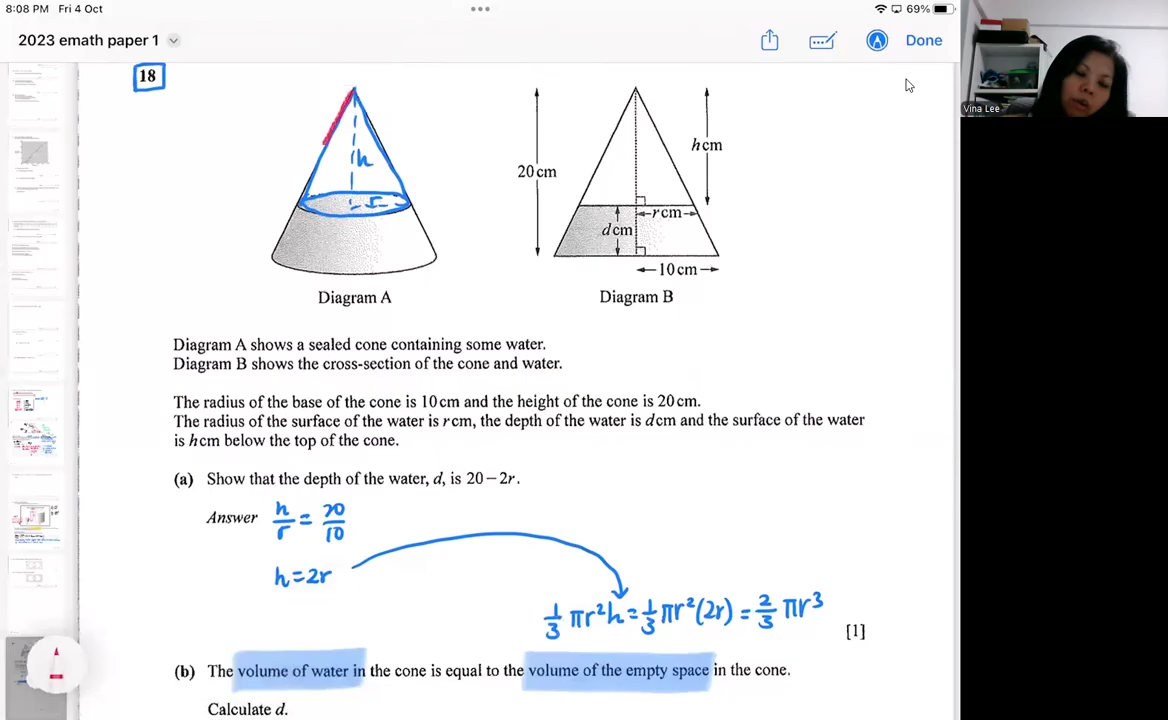 8:08 PM Fri 4 Oct
69%
2023 emath paper 1
Done
Vina Lee
18
h
r
20 cm
h cm
r cm
d cm
10 cm
Diagram A
Diagram B
Diagram A shows a sealed cone containing some water.
Diagram B shows the cross-section of the cone and water.
The radius of the base of the cone is 10 cm and the height of the cone is 20 cm.
The radius of the surface of the water is r cm, the depth of the water is d cm and the surface of the water
is h cm below the top of the cone.
(a) Show that the depth of the water, d, is 20 − 2r.
Answer h/r = 20/10
h = 2r
1/3 πr²h = 1/3 πr²(2r) = 2/3 πr³
[1]
(b) The volume of water in the cone is equal to the volume of the empty space in the cone.
Calculate d.